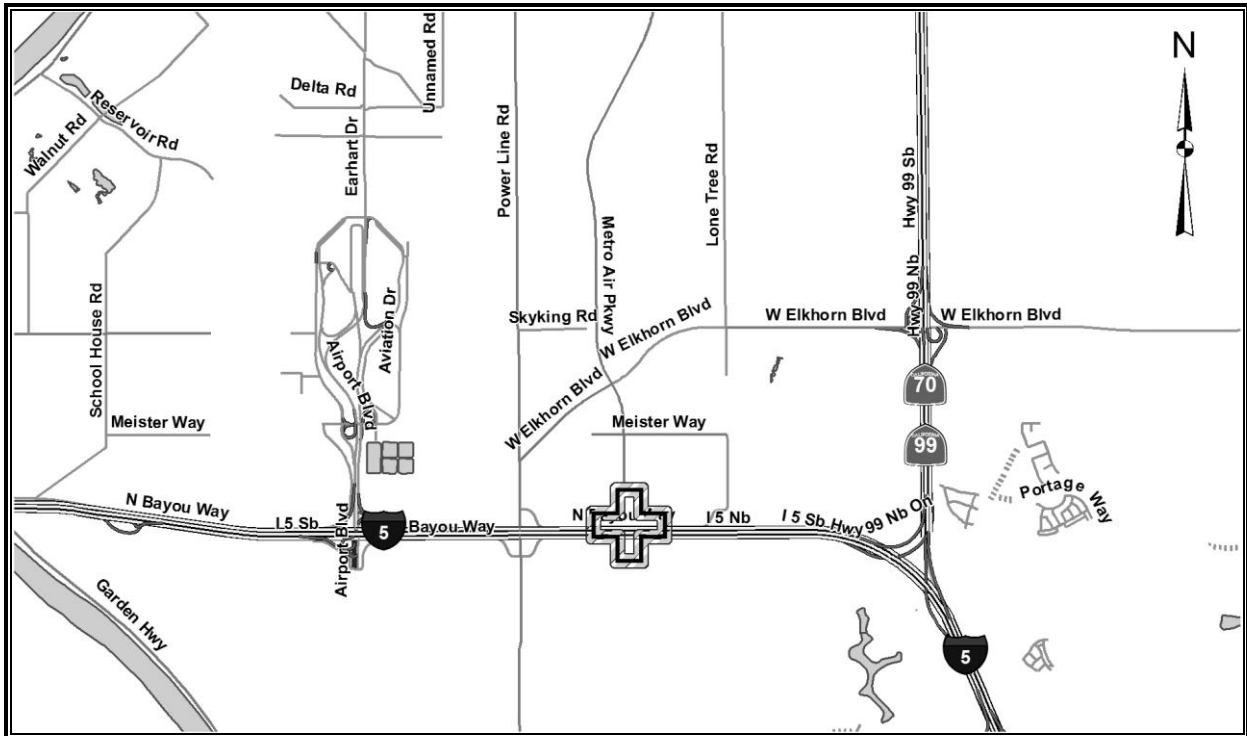 N
Delta Rd
Unnamed Rd
Reservoir Rd
Walnut Rd
Earhart Dr
Power Line Rd
Lone Tree Rd
Hwy 99 Sb
Metro Air Pkwy
Hwy 99 Nb
School House Rd
Aviation Dr
Airport Blvd
Skyking Rd
W Elkhorn Blvd
W Elkhorn Blvd
W Elkhorn Blvd
W Elkhorn Blvd
70
99
Meister Way
Meister Way
Portage Way
N Bayou Way
I 5 Sb
5
Bayou Way
N
I 5 Nb
I 5 Sb Hwy 99 Nb On
Airport Blvd
Garden Hwy
5